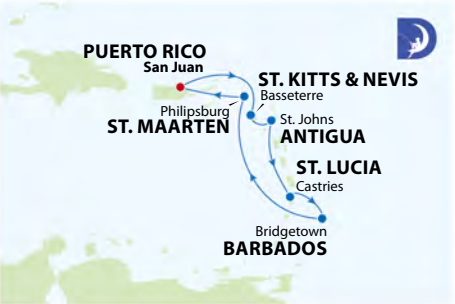 PUERTO RICO
San Juan
ST. KITTS & NEVIS
Basseterre
Philipsburg
ST. MAARTEN
St. Johns
ANTIGUA
ST. LUCIA
Castries
Bridgetown
BARBADOS